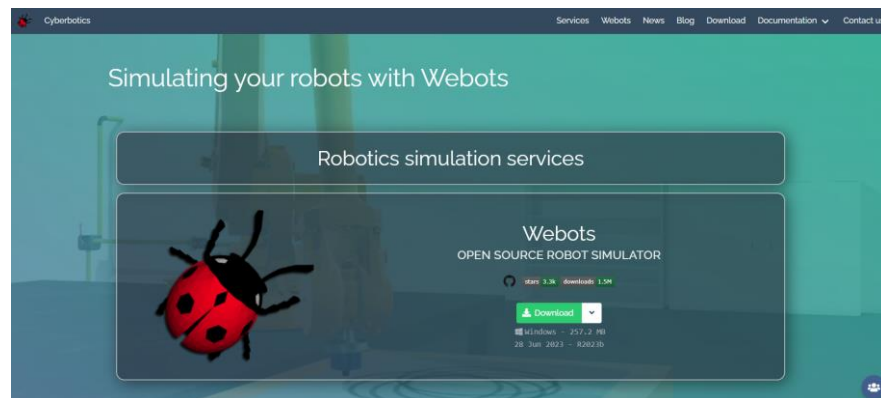 Cyberbotics Services Webots News Blog Download Documentation Contact u
Simulating your robots with Webots
Robotics simulation services
Webots
OPEN SOURCE ROBOT SIMULATOR
stars 3.3k downloads 1.5M
Download
Windows - 257.2 MB
28 Jun 2023 - R2023b